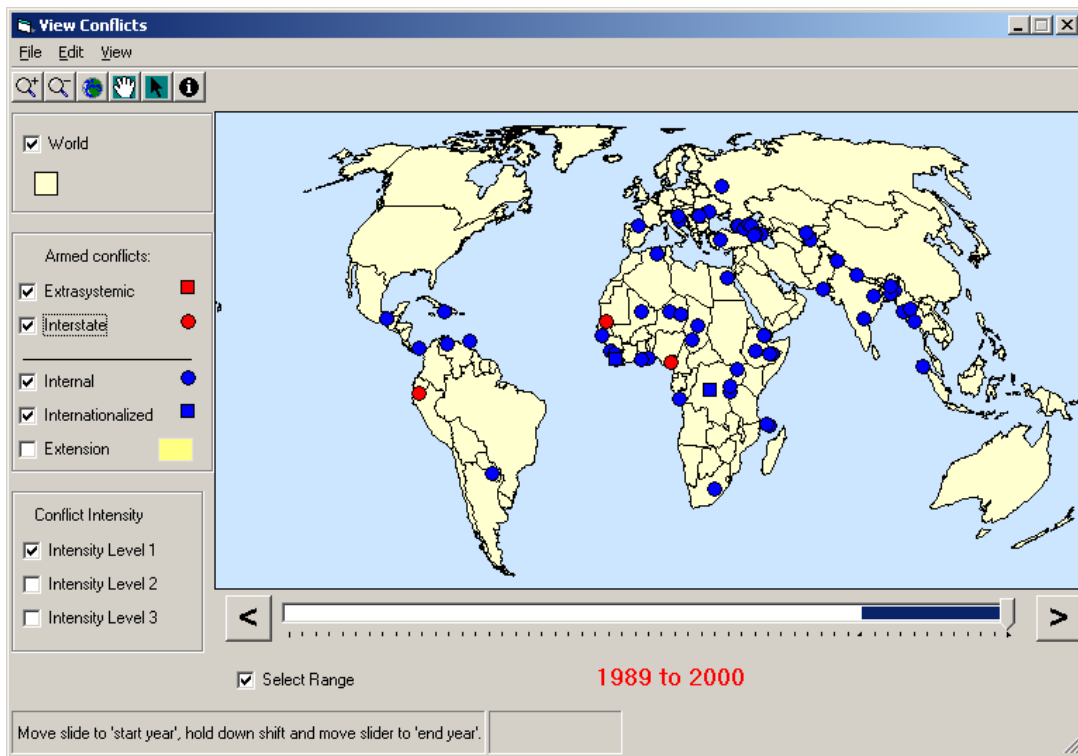 View Conflicts
File Edit View
World
Armed conflicts:
Extrasystemic
Interstate
Internal
Internationalized
Extension
Conflict Intensity
Intensity Level 1
Intensity Level 2
Intensity Level 3
< >
Select Range
1989 to 2000
Move slide to 'start year', hold down shift and move slider to 'end year'.